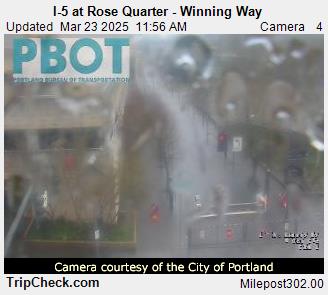 I-5 at Rose Quarter - Winning Way
Updated Mar 23 2025 11:56 AM Camera 4
PBOT
PORTLAND BUREAU OF TRANSPORTATION
Camera courtesy of the City of Portland
TripCheck.com Milepost302.00